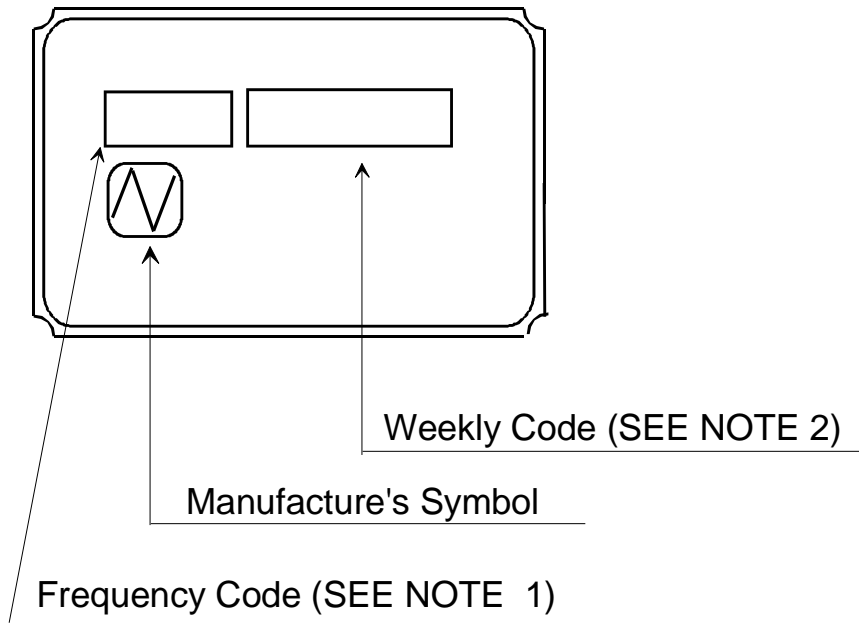 Weekly Code (SEE NOTE 2)
Manufacture's Symbol
Frequency Code (SEE NOTE 1)